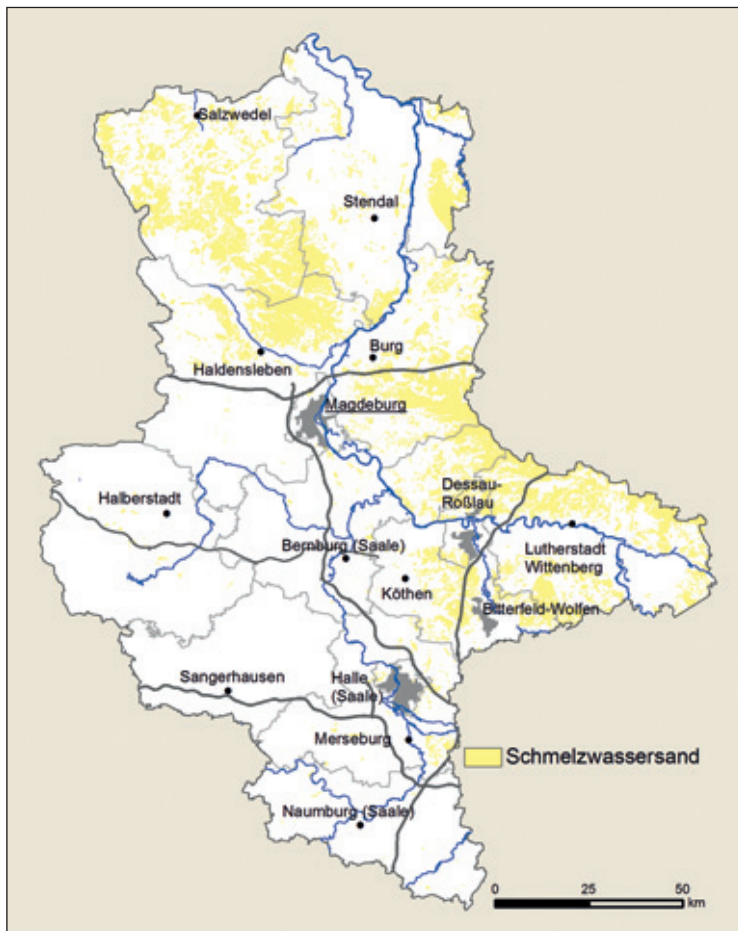 Salzwedel
Stendal
Burg
Haldensleben
Magdeburg
Dessau-
Roßlau
Halberstadt
Lutherstadt
Wittenberg
Bernburg (Saale)
Köthen
Bitterfeld-Wolfen
Sangerhausen
Halle
(Saale)
Merseburg
Schmelzwassersand
Naumburg (Saale)
0 25 50
km